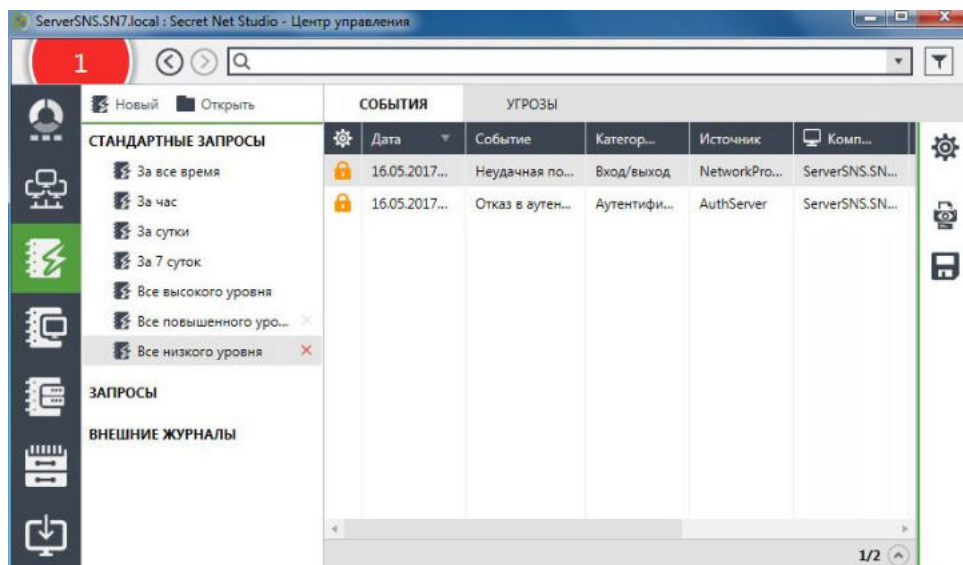 ServerSNS.SN7.local : Secret Net Studio - Центр управления
1
Новый Открыть
СОБЫТИЯ УГРОЗЫ
СТАНДАРТНЫЕ ЗАПРОСЫ
Дата Событие Категор... Источник Комп...
За все время
16.05.2017... Неудачная по... Вход/выход NetworkPro... ServerSNS.SN...
За час
16.05.2017... Отказ в аутен... Аутентифи... AuthServer ServerSNS.SN...
За сутки
За 7 суток
Все высокого уровня
Все повышенного уро...
Все низкого уровня
ЗАПРОСЫ
ВНЕШНИЕ ЖУРНАЛЫ
1/2